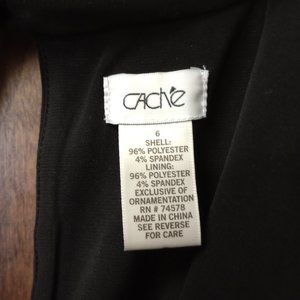 CACHé
6
SHELL:
96% POLYESTER
4% SPANDEX
LINING:
96% POLYESTER
4% SPANDEX
EXCLUSIVE OF
ORNAMENTATION
RN # 74578
MADE IN CHINA
SEE REVERSE
FOR CARE